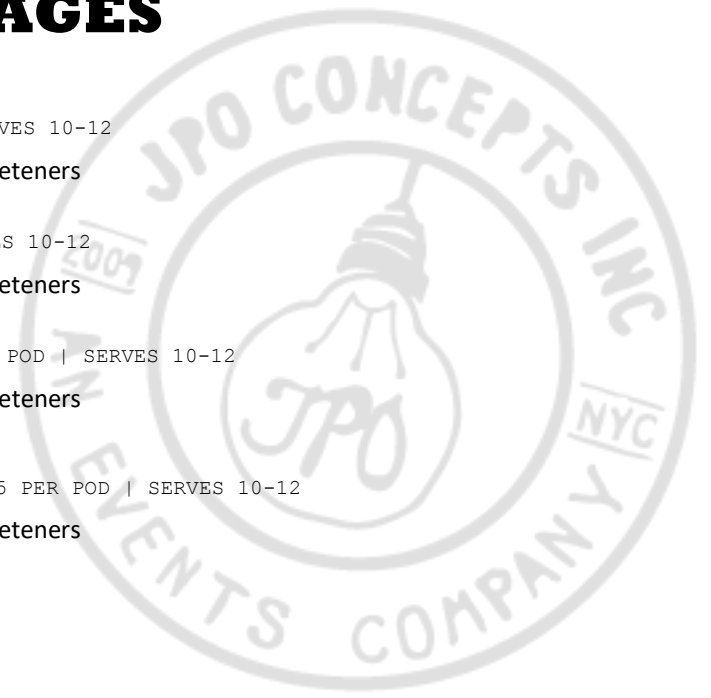 AGES
VES 10-12
eteners
ES 10-12
eteners
POD | SERVES 10-12
eteners
5 PER POD | SERVES 10-12
eteners
JPO CONCEPTS INC
2009
NYC
JPO
AN EVENTS COMPANY